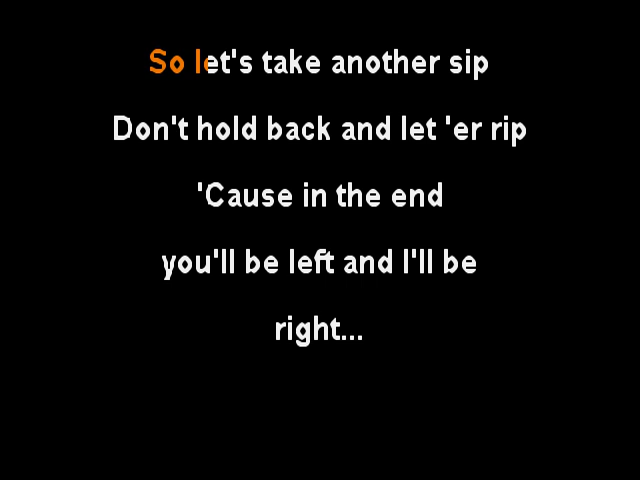 So let's take another sip
Don't hold back and let 'er rip
'Cause in the end
you'll be left and I'll be
right...